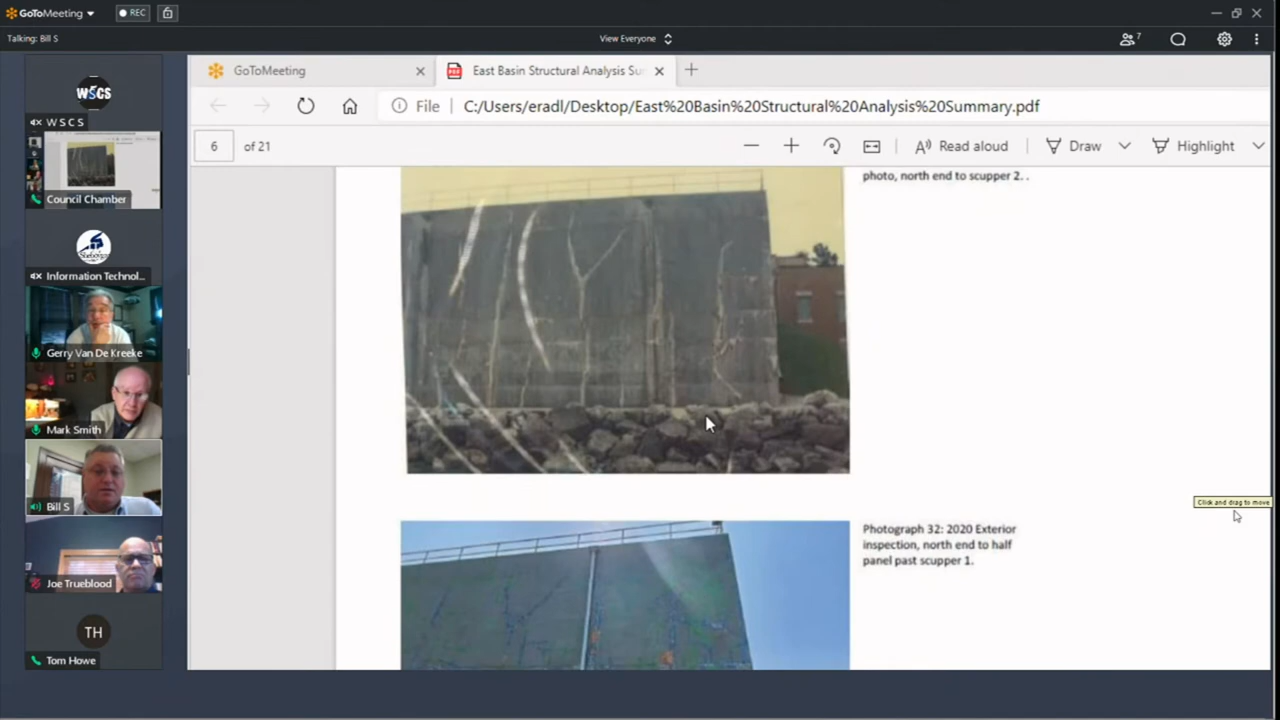 GoToMeeting
REC
Talking: Bill S
View Everyone
7
GoToMeeting
East Basin Structural Analysis Su
File
C:/Users/eradl/Desktop/East%20Basin%20Structural%20Analysis%20Summary.pdf
6 of 21
Read aloud
Draw
Highlight
WSCS
W S C S
Council Chamber
Information Technol...
Gerry Van De Kreeke
Mark Smith
Bill S
Joe Trueblood
TH
Tom Howe
photo, north end to scupper 2. .
Click and drag to move
Photograph 32: 2020 Exterior
inspection, north end to half
panel past scupper 1.